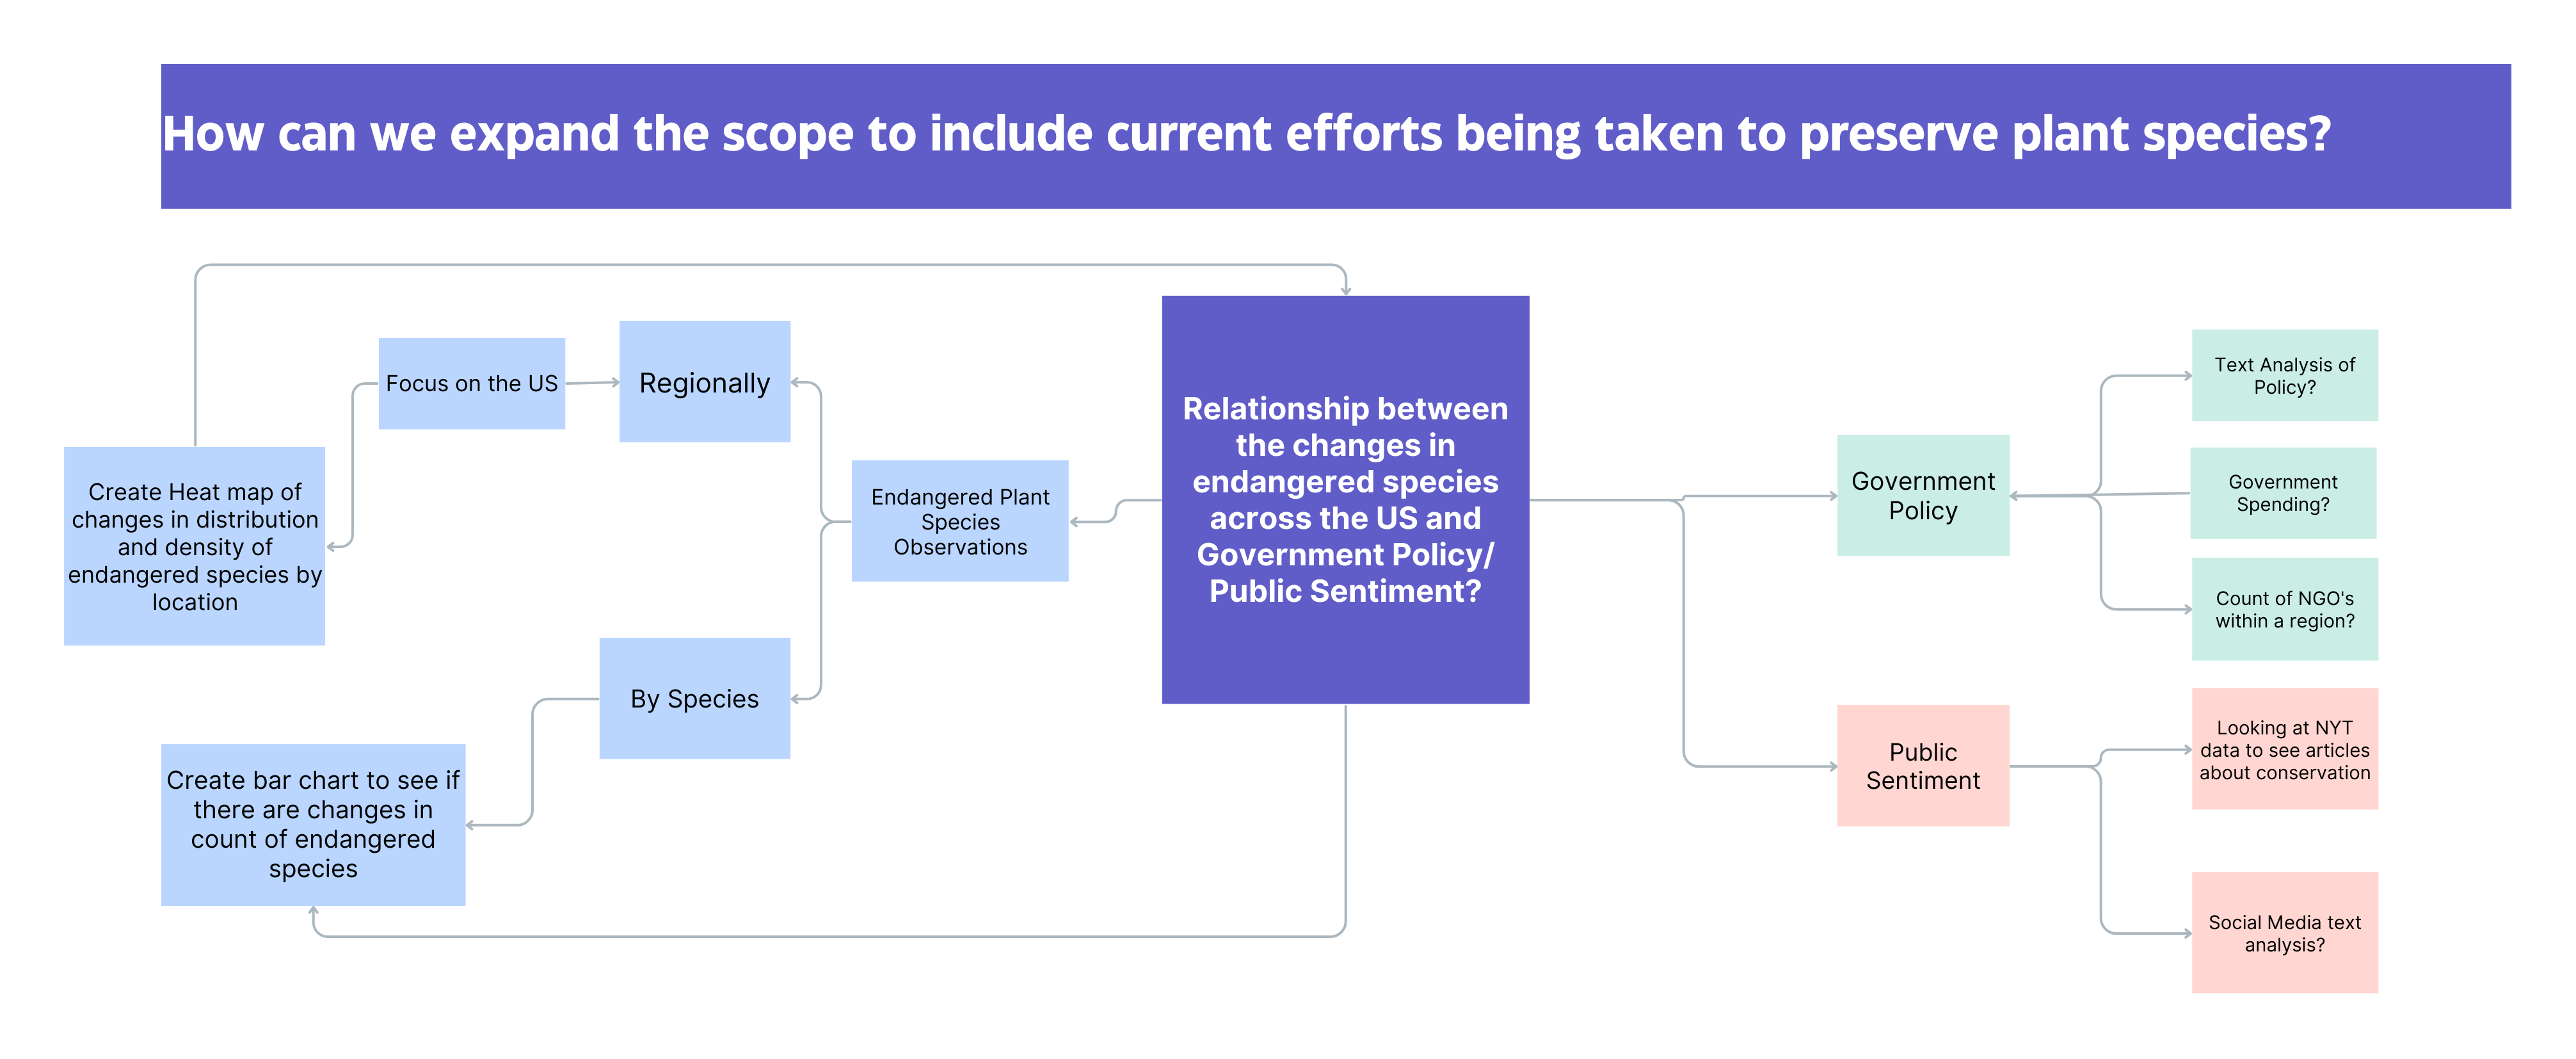 How can we expand the scope to include current efforts being taken to preserve plant species?
Focus on the US
Regionally
Create Heat map of
changes in distribution
and density of
endangered species by
location
Endangered Plant
Species
Observations
By Species
Create bar chart to see if
there are changes in
count of endangered
species
Relationship between
the changes in
endangered species
across the US and
Government Policy/
Public Sentiment?
Government
Policy
Text Analysis of
Policy?
Government
Spending?
Count of NGO's
within a region?
Public
Sentiment
Looking at NYT
data to see articles
about conservation
Social Media text
analysis?